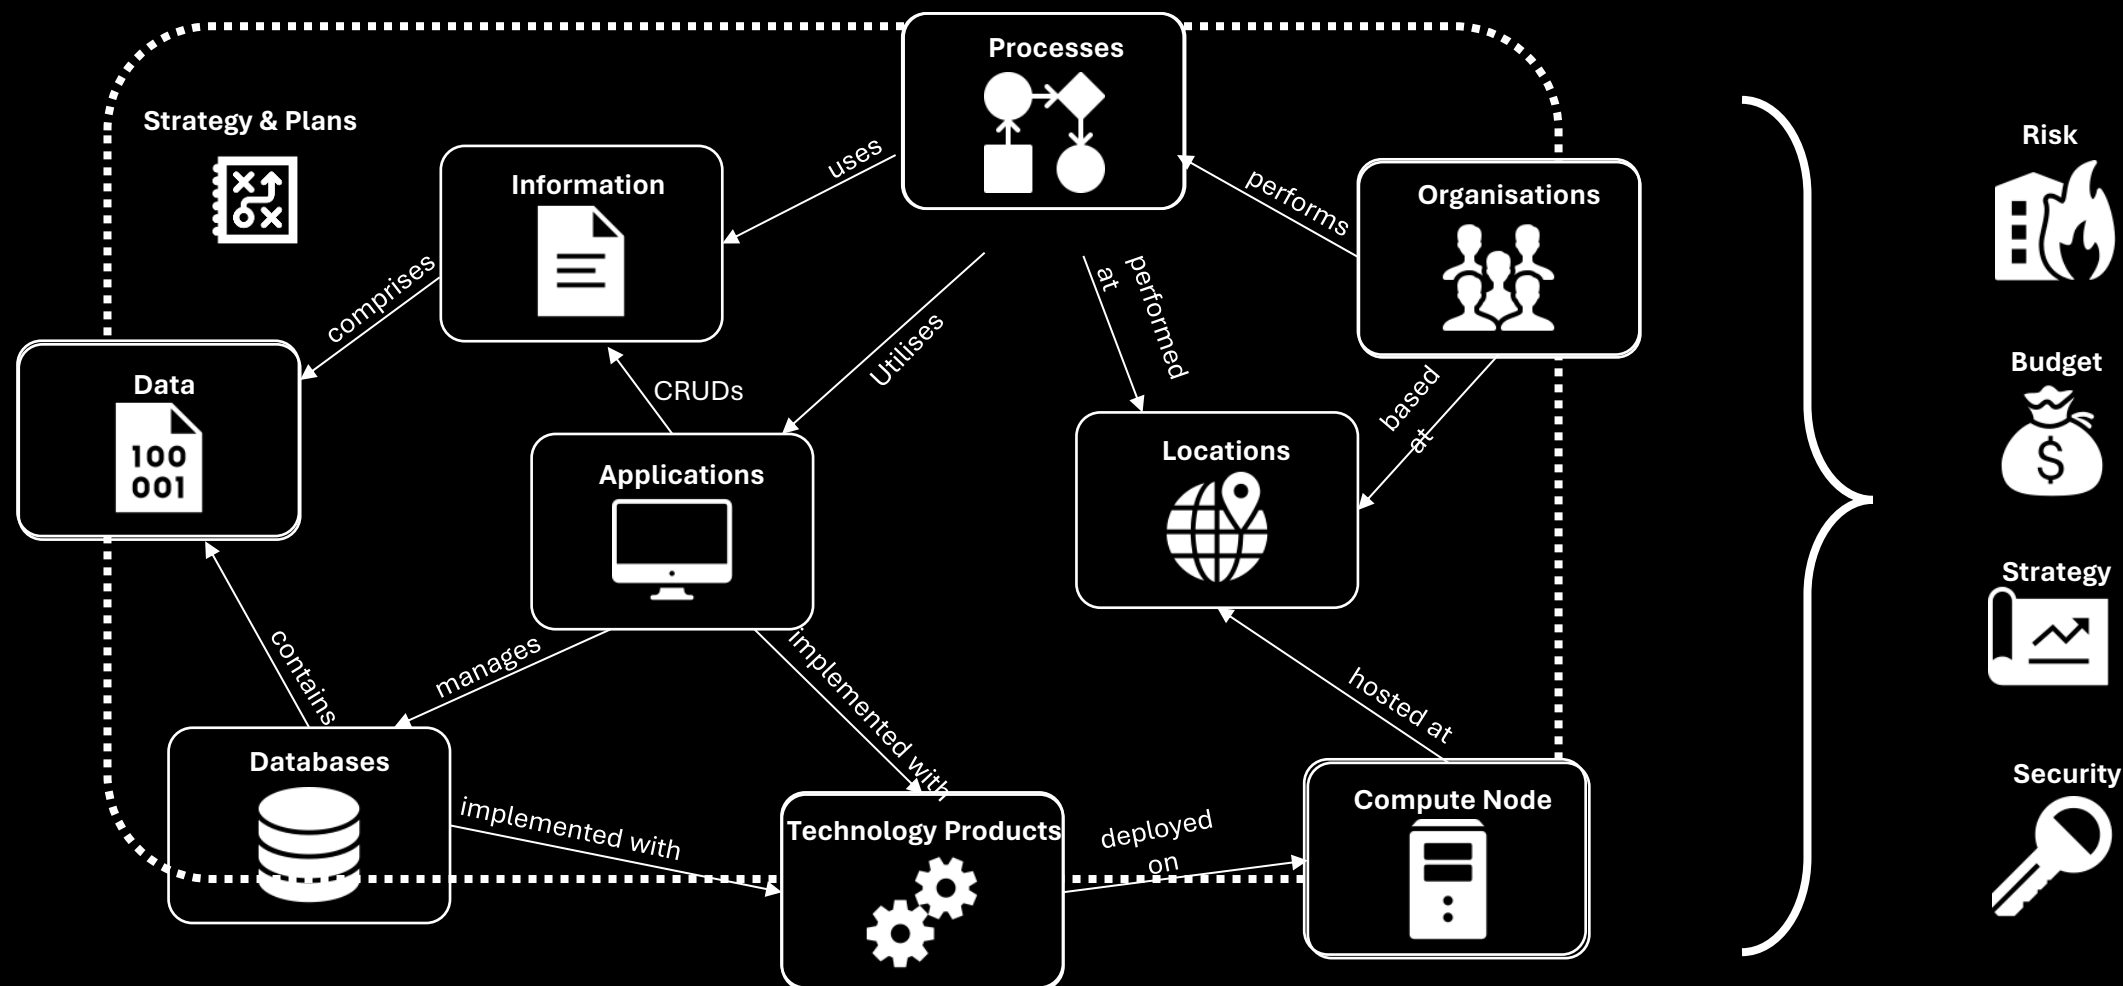 Processes
Strategy & Plans
Risk
uses
Information
performs
Organisations
comprises
performed
at
Utilises
Budget
Data
100
001
CRUDs
based
at
$
Applications
Locations
Strategy
contains
manages
implemented with
hosted at
Databases
Security
implemented with
Technology Products
deployed
on
Compute Node